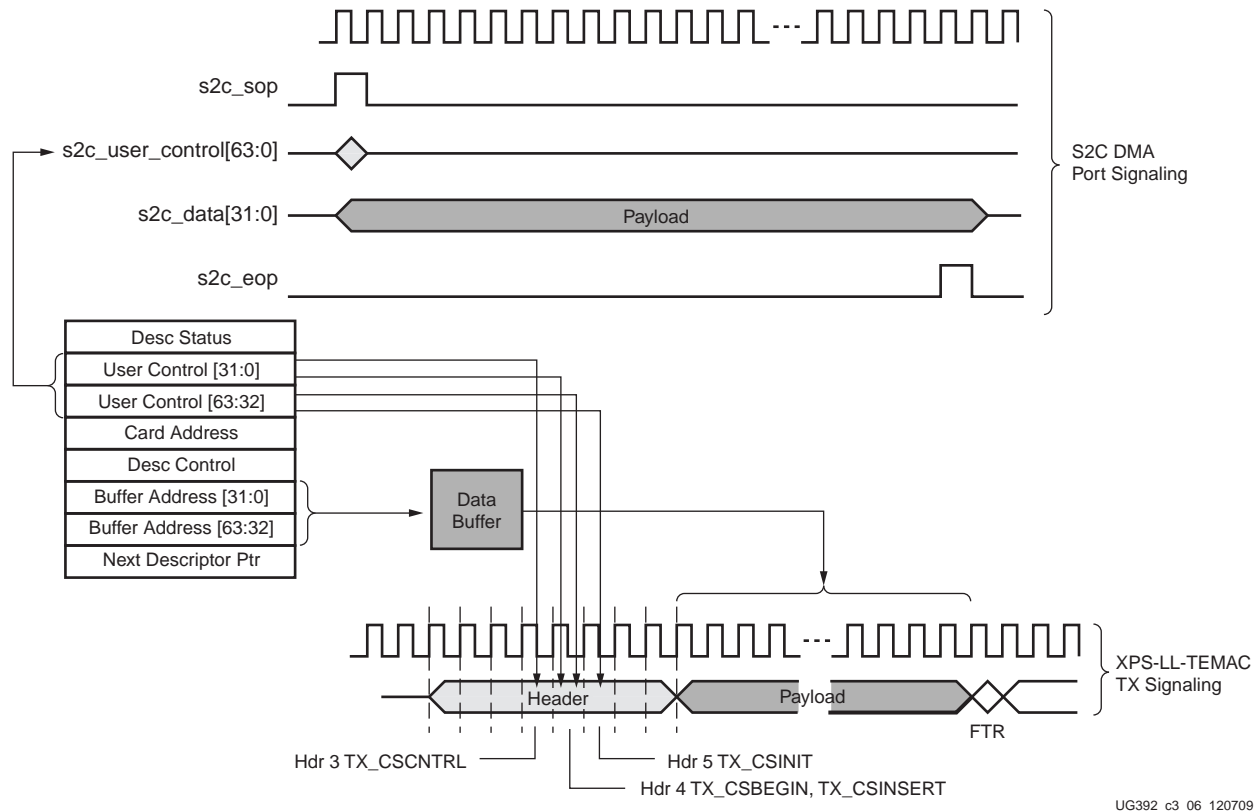 s2c_sop
s2c_user_control[63:0]
s2c_data[31:0]
Payload
s2c_eop
S2C DMA
Port Signaling
Desc Status
User Control [31:0]
User Control [63:32]
Card Address
Desc Control
Buffer Address [31:0]
Buffer Address [63:32]
Next Descriptor Ptr
Data
Buffer
Header
Payload
FTR
XPS-LL-TEMAC
TX Signaling
Hdr 3 TX_CSCNTRL
Hdr 5 TX_CSINIT
Hdr 4 TX_CSBEGIN, TX_CSINSERT
UG392_c3_06_120709